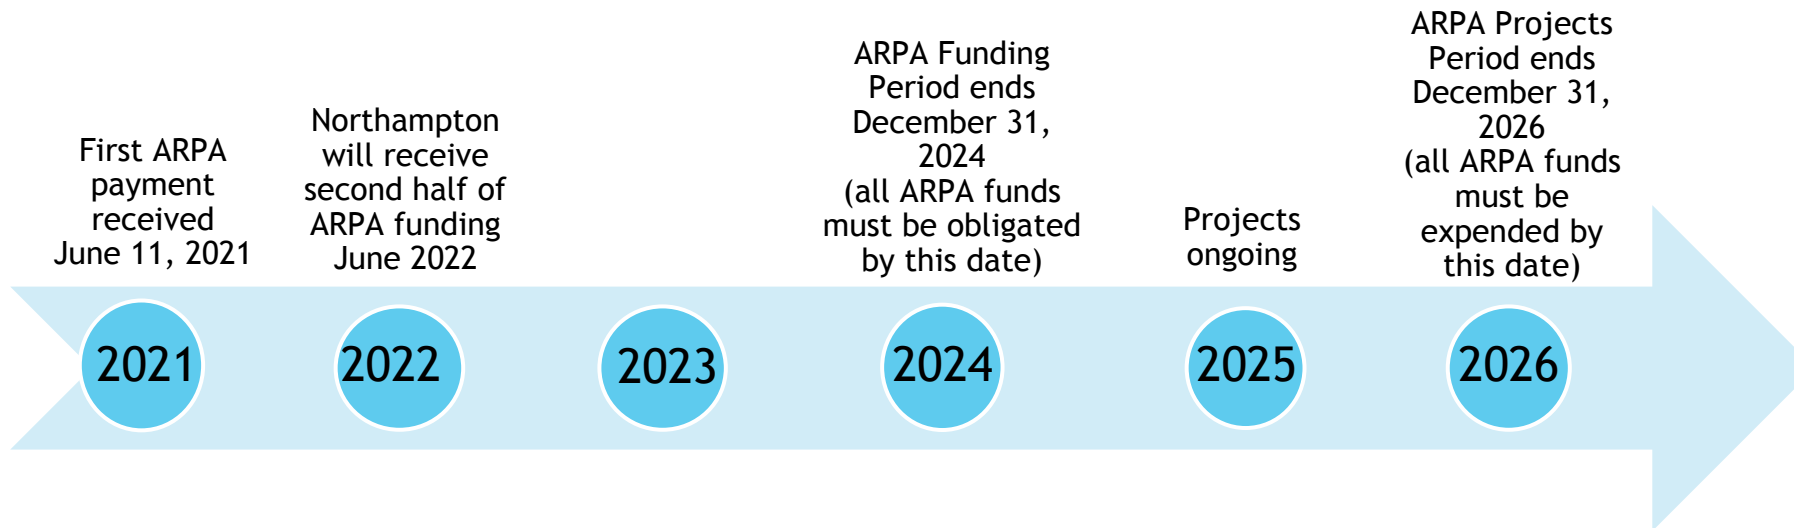 First ARPA
payment
received
June 11, 2021
Northampton
will receive
second half of
ARPA funding
June 2022
ARPA Funding
Period ends
December 31,
2024
(all ARPA funds
must be obligated
by this date)
Projects
ongoing
ARPA Projects
Period ends
December 31,
2026
(all ARPA funds
must be
expended by
this date)
2021
2022
2023
2024
2025
2026